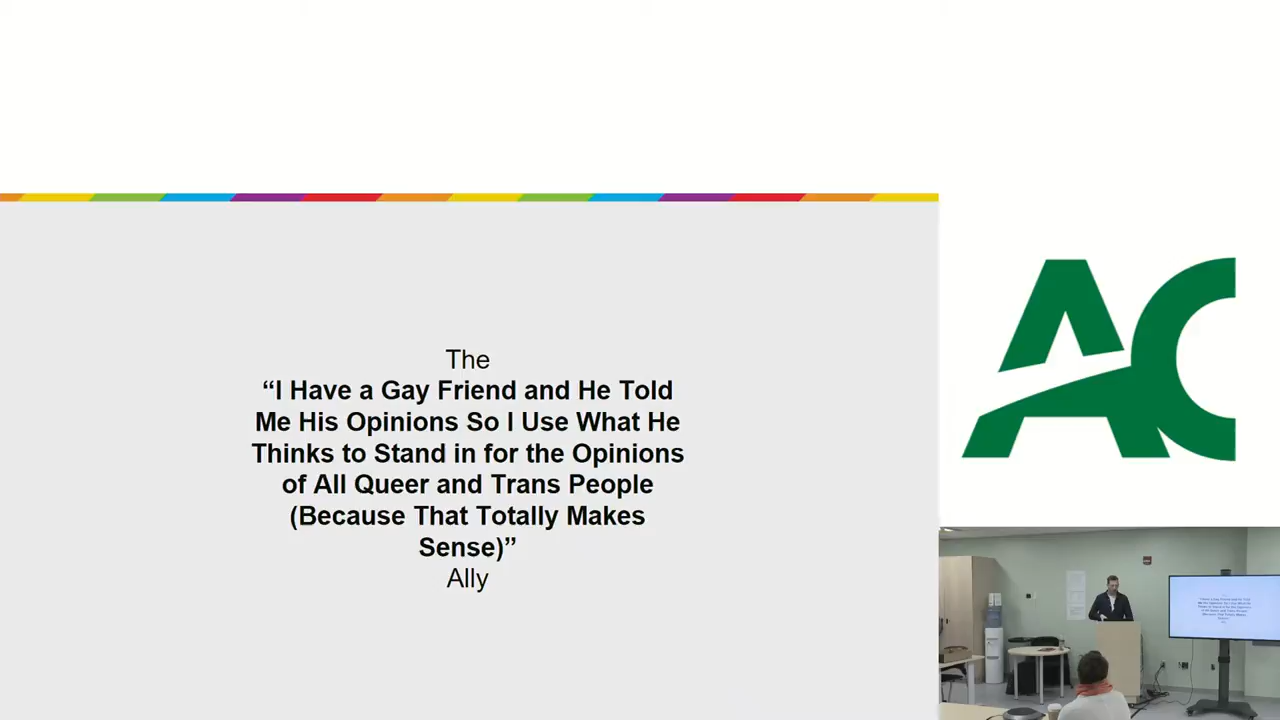 The
“I Have a Gay Friend and He Told
Me His Opinions So I Use What He
Thinks to Stand in for the Opinions
of All Queer and Trans People
(Because That Totally Makes
Sense)”
Ally
AC